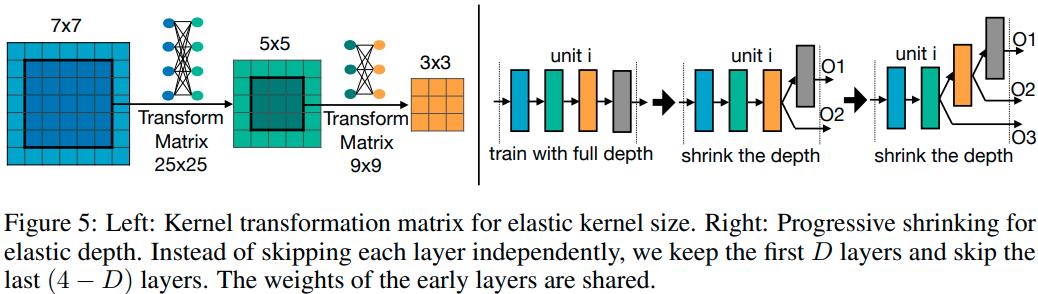 7x7
Transform
Matrix
25x25
5x5
Transform
Matrix
9x9
3x3
unit i
train with full depth
unit i
O1
O2
shrink the depth
unit i
O1
O2
O3
shrink the depth
Figure 5: Left: Kernel transformation matrix for elastic kernel size. Right: Progressive shrinking for
elastic depth. Instead of skipping each layer independently, we keep the first D layers and skip the
last (4 − D) layers. The weights of the early layers are shared.